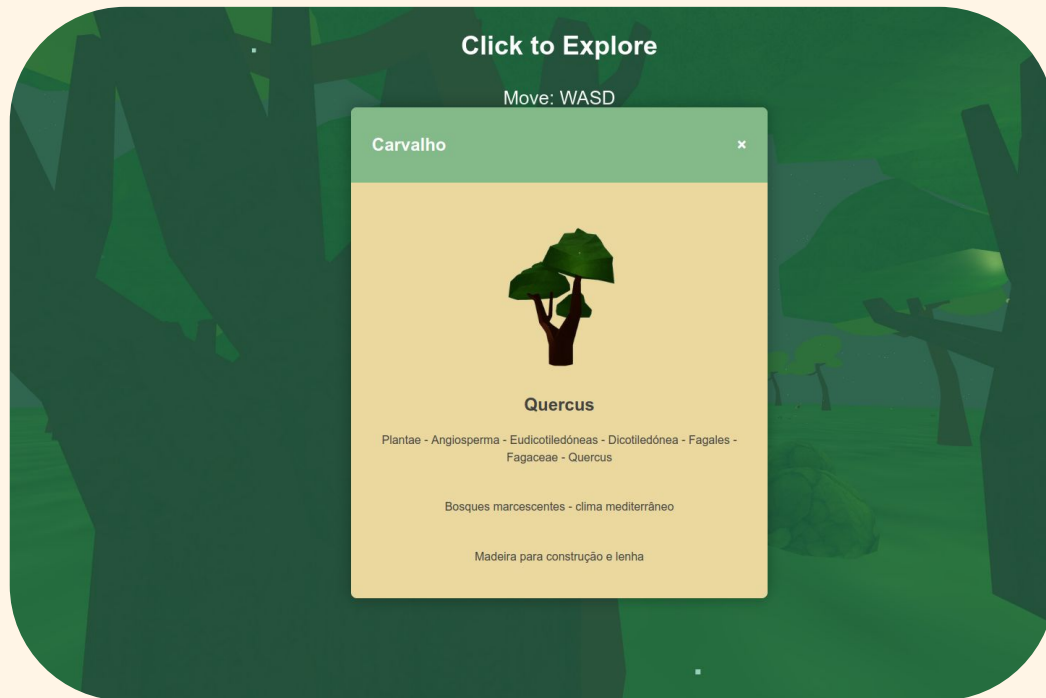 Click to Explore
Move: WASD
Carvalho ×
Quercus
Plantae - Angiosperma - Eudicotiledóneas - Dicotiledónea - Fagales -
Fagaceae - Quercus
Bosques marcescentes - clima mediterrâneo
Madeira para construção e lenha